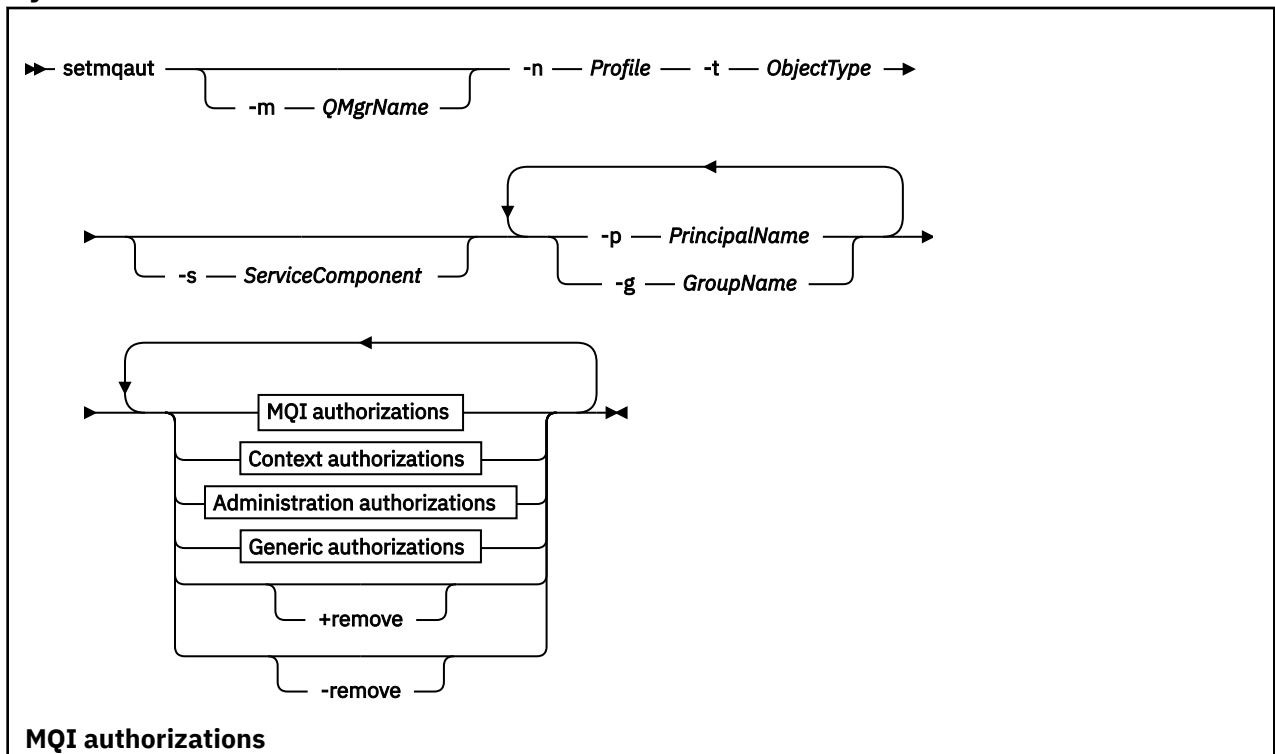 setmqaut -n Profile -t ObjectType
-m QMgrName
-p PrincipalName
-s ServiceComponent
-g GroupName
MQI authorizations
Context authorizations
Administration authorizations
Generic authorizations
+remove
-remove
MQI authorizations